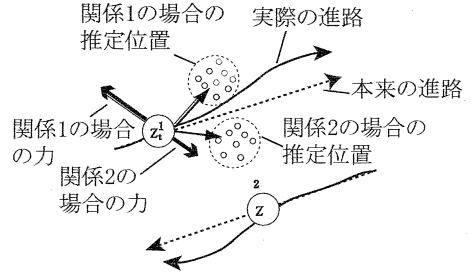 関係1の場合の
推定位置
実際の進路
本来の進路
関係1の場合
の力
Z¹ₜ
関係2の場合の
推定位置
関係2の
場合の力
2
Z